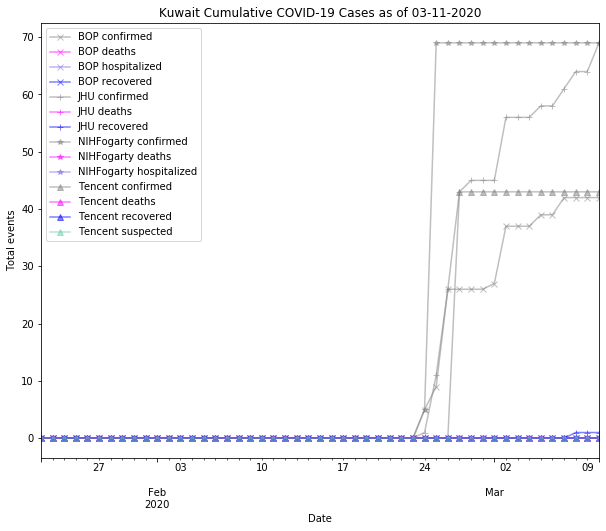 Kuwait Cumulative COVID-19 Cases as of 03-11-2020
BOP confirmed
BOP deaths
BOP hospitalized
BOP recovered
JHU confirmed
JHU deaths
JHU recovered
NIHFogarty confirmed
NIHFogarty deaths
NIHFogarty hospitalized
Tencent confirmed
Tencent deaths
Tencent recovered
Tencent suspected
Total events
70
60
50
40
30
20
10
0
27 03 10 17 24 02 09
Feb Mar
2020
Date